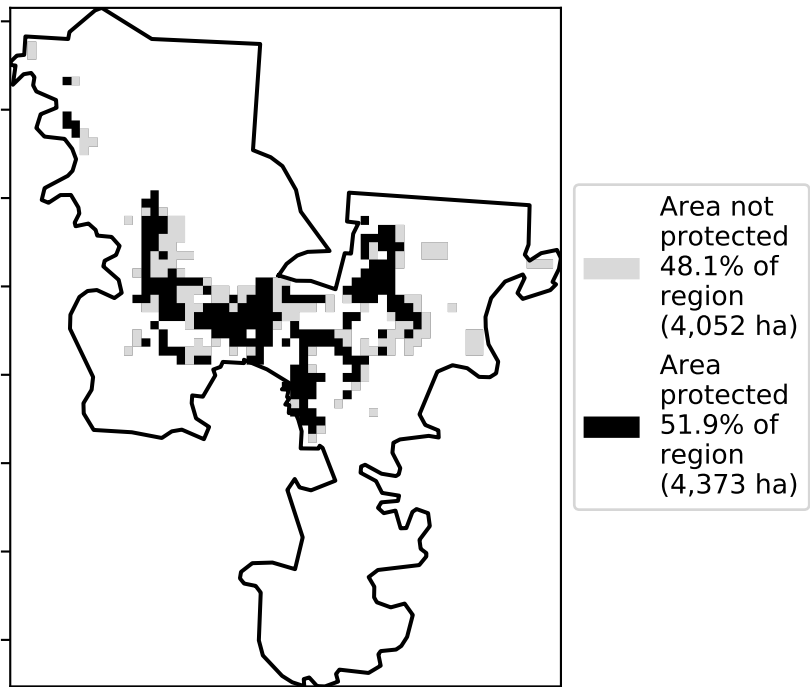 Area not
protected
48.1% of
region
(4,052 ha)
Area
protected
51.9% of
region
(4,373 ha)